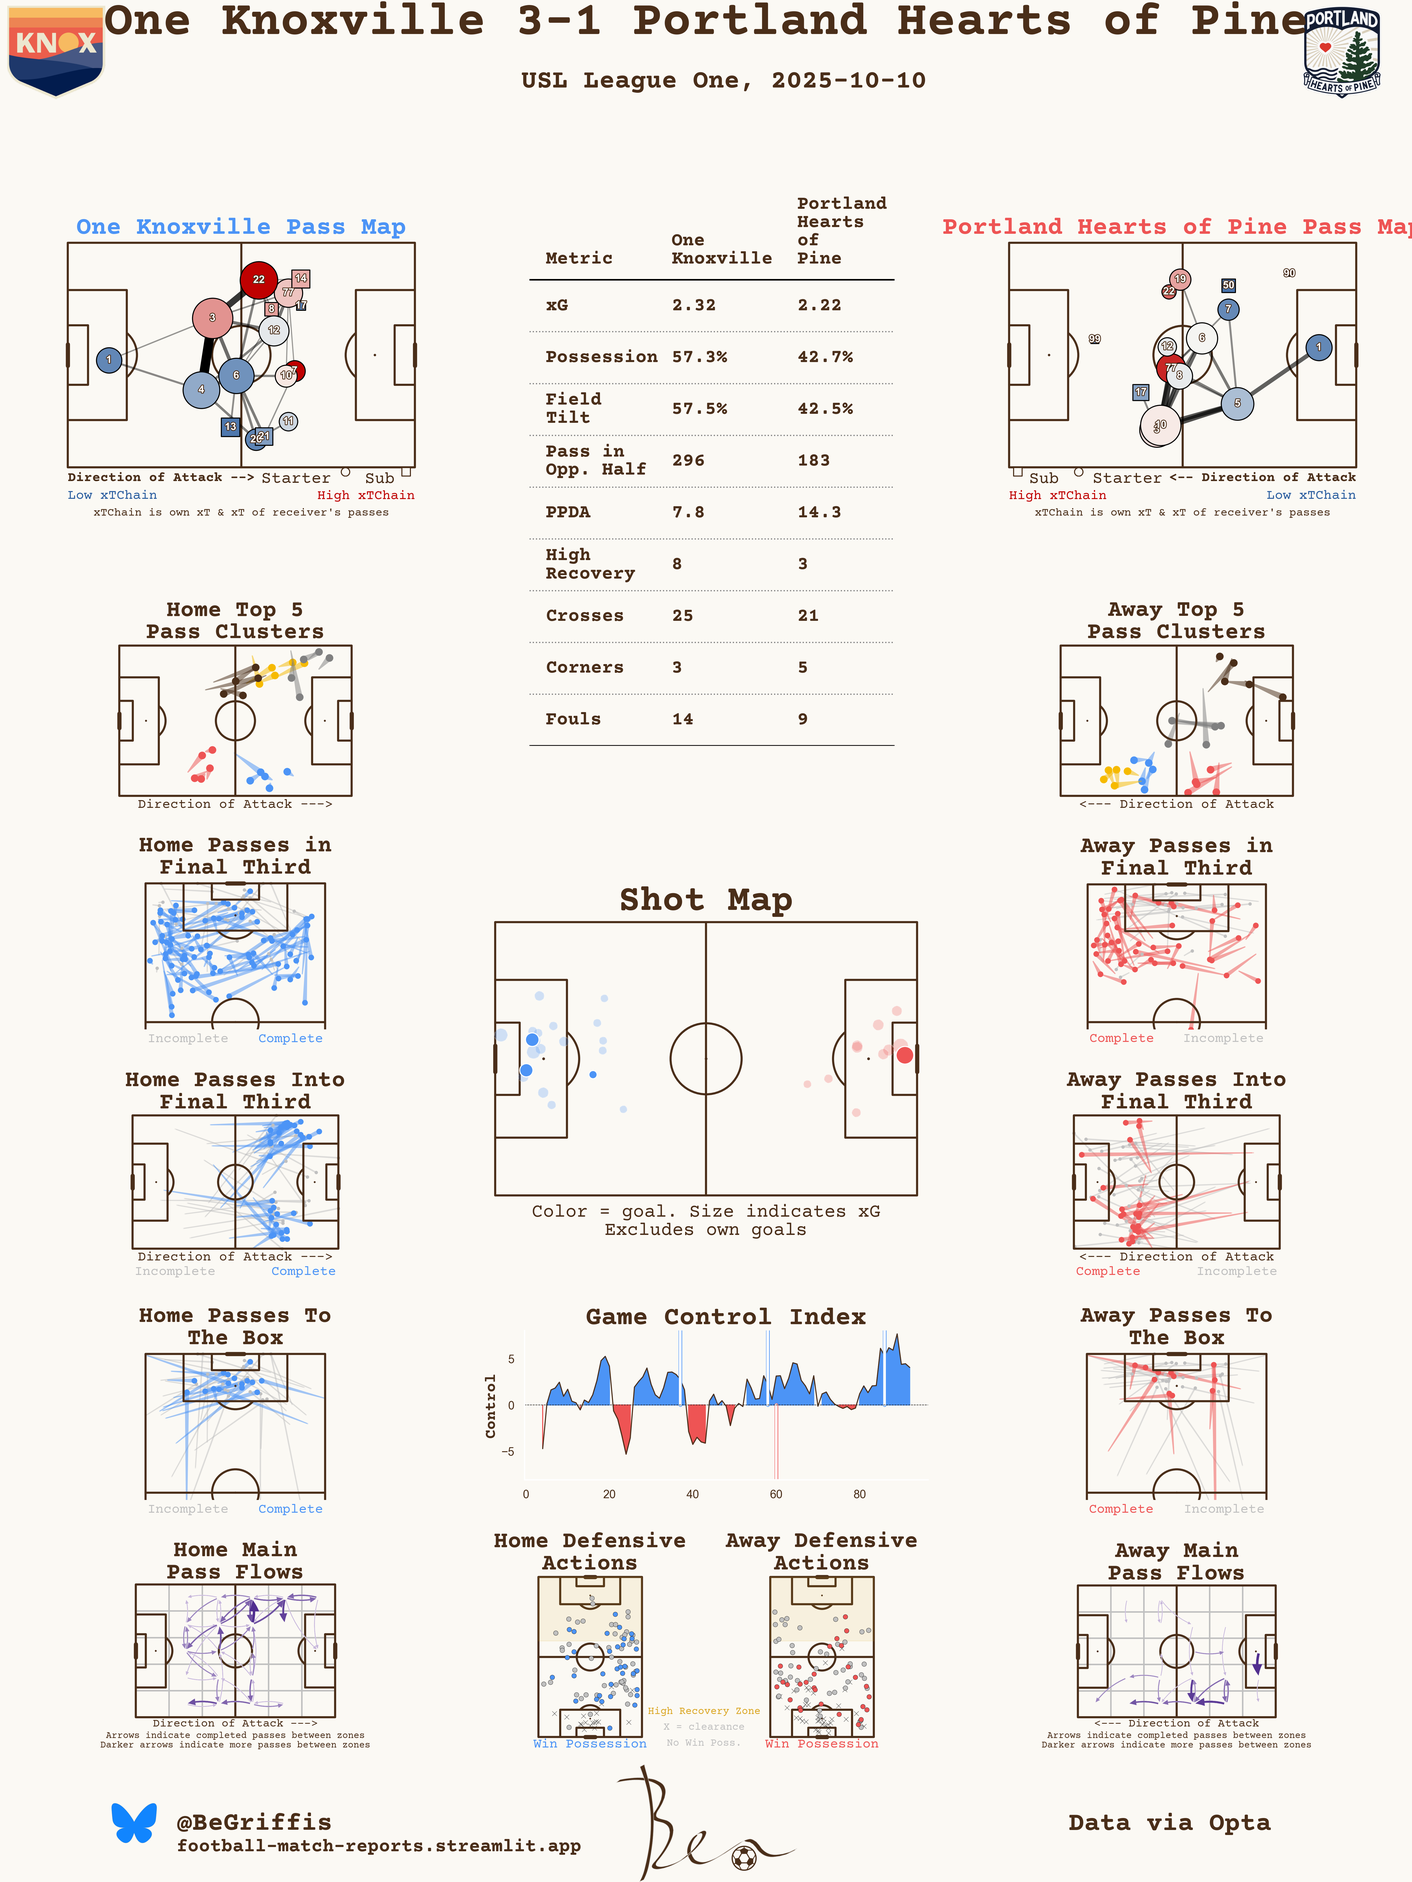 One Knoxville 3-1 Portland Hearts of Pine
USL League One, 2025-10-10
KNOX
PORTLAND
HEARTS OF PINE
One Knoxville Pass Map
22
14
77
17
8
3
12
1
6
10
7
4
11
13
21
Direction of Attack --> Starter Sub
Low xTChain High xTChain
xTChain is own xT & xT of receiver's passes
Metric One Knoxville Portland Hearts of Pine
xG 2.32 2.22
Possession 57.3% 42.7%
Field Tilt 57.5% 42.5%
Pass in Opp. Half 296 183
PPDA 7.8 14.3
High Recovery 8 3
Crosses 25 21
Corners 3 5
Fouls 14 9
Portland Hearts of Pine Pass Map
90
19
50
22
7
99
12
6
1
77
8
17
5
10
3
Sub Starter <-- Direction of Attack
High xTChain Low xTChain
xTChain is own xT & xT of receiver's passes
Home Top 5
Pass Clusters
Direction of Attack --->
Away Top 5
Pass Clusters
<--- Direction of Attack
Home Passes in
Final Third
Incomplete Complete
Away Passes in
Final Third
Complete Incomplete
Shot Map
Color = goal. Size indicates xG
Excludes own goals
Home Passes Into
Final Third
Direction of Attack --->
Incomplete Complete
Away Passes Into
Final Third
<--- Direction of Attack
Complete Incomplete
Home Passes To
The Box
Incomplete Complete
Game Control Index
Control
5
0
−5
0 20 40 60 80
Away Passes To
The Box
Complete Incomplete
Home Main
Pass Flows
Direction of Attack --->
Arrows indicate completed passes between zones
Darker arrows indicate more passes between zones
Home Defensive
Actions
Win Possession
High Recovery Zone
X = clearance
No Win Poss.
Away Defensive
Actions
Win Possession
Away Main
Pass Flows
<--- Direction of Attack
Arrows indicate completed passes between zones
Darker arrows indicate more passes between zones
@BeGriffis
football-match-reports.streamlit.app
Ben
Data via Opta